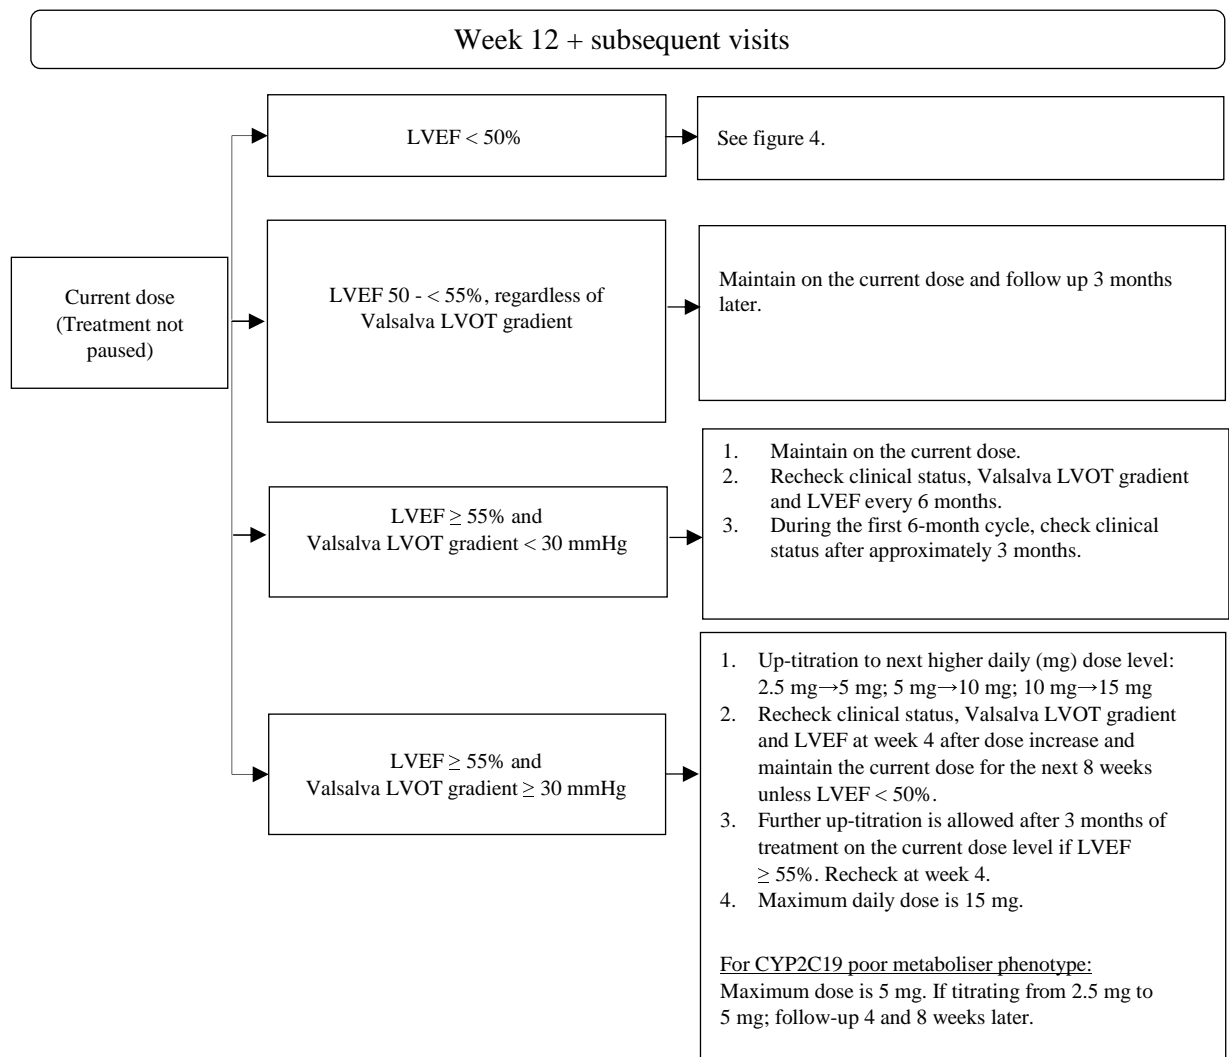 Week 12 + subsequent visits
LVEF < 50%
See figure 4.
Current dose
(Treatment not
paused)
LVEF 50 - < 55%, regardless of
Valsalva LVOT gradient
Maintain on the current dose and follow up 3 months
later.
LVEF ≥ 55% and
Valsalva LVOT gradient < 30 mmHg
1. Maintain on the current dose.
2. Recheck clinical status, Valsalva LVOT gradient
and LVEF every 6 months.
3. During the first 6-month cycle, check clinical
status after approximately 3 months.
LVEF ≥ 55% and
Valsalva LVOT gradient ≥ 30 mmHg
1. Up-titration to next higher daily (mg) dose level:
2.5 mg→5 mg; 5 mg→10 mg; 10 mg→15 mg
2. Recheck clinical status, Valsalva LVOT gradient
and LVEF at week 4 after dose increase and
maintain the current dose for the next 8 weeks
unless LVEF < 50%.
3. Further up-titration is allowed after 3 months of
treatment on the current dose level if LVEF
≥ 55%. Recheck at week 4.
4. Maximum daily dose is 15 mg.
For CYP2C19 poor metaboliser phenotype:
Maximum dose is 5 mg. If titrating from 2.5 mg to
5 mg; follow-up 4 and 8 weeks later.